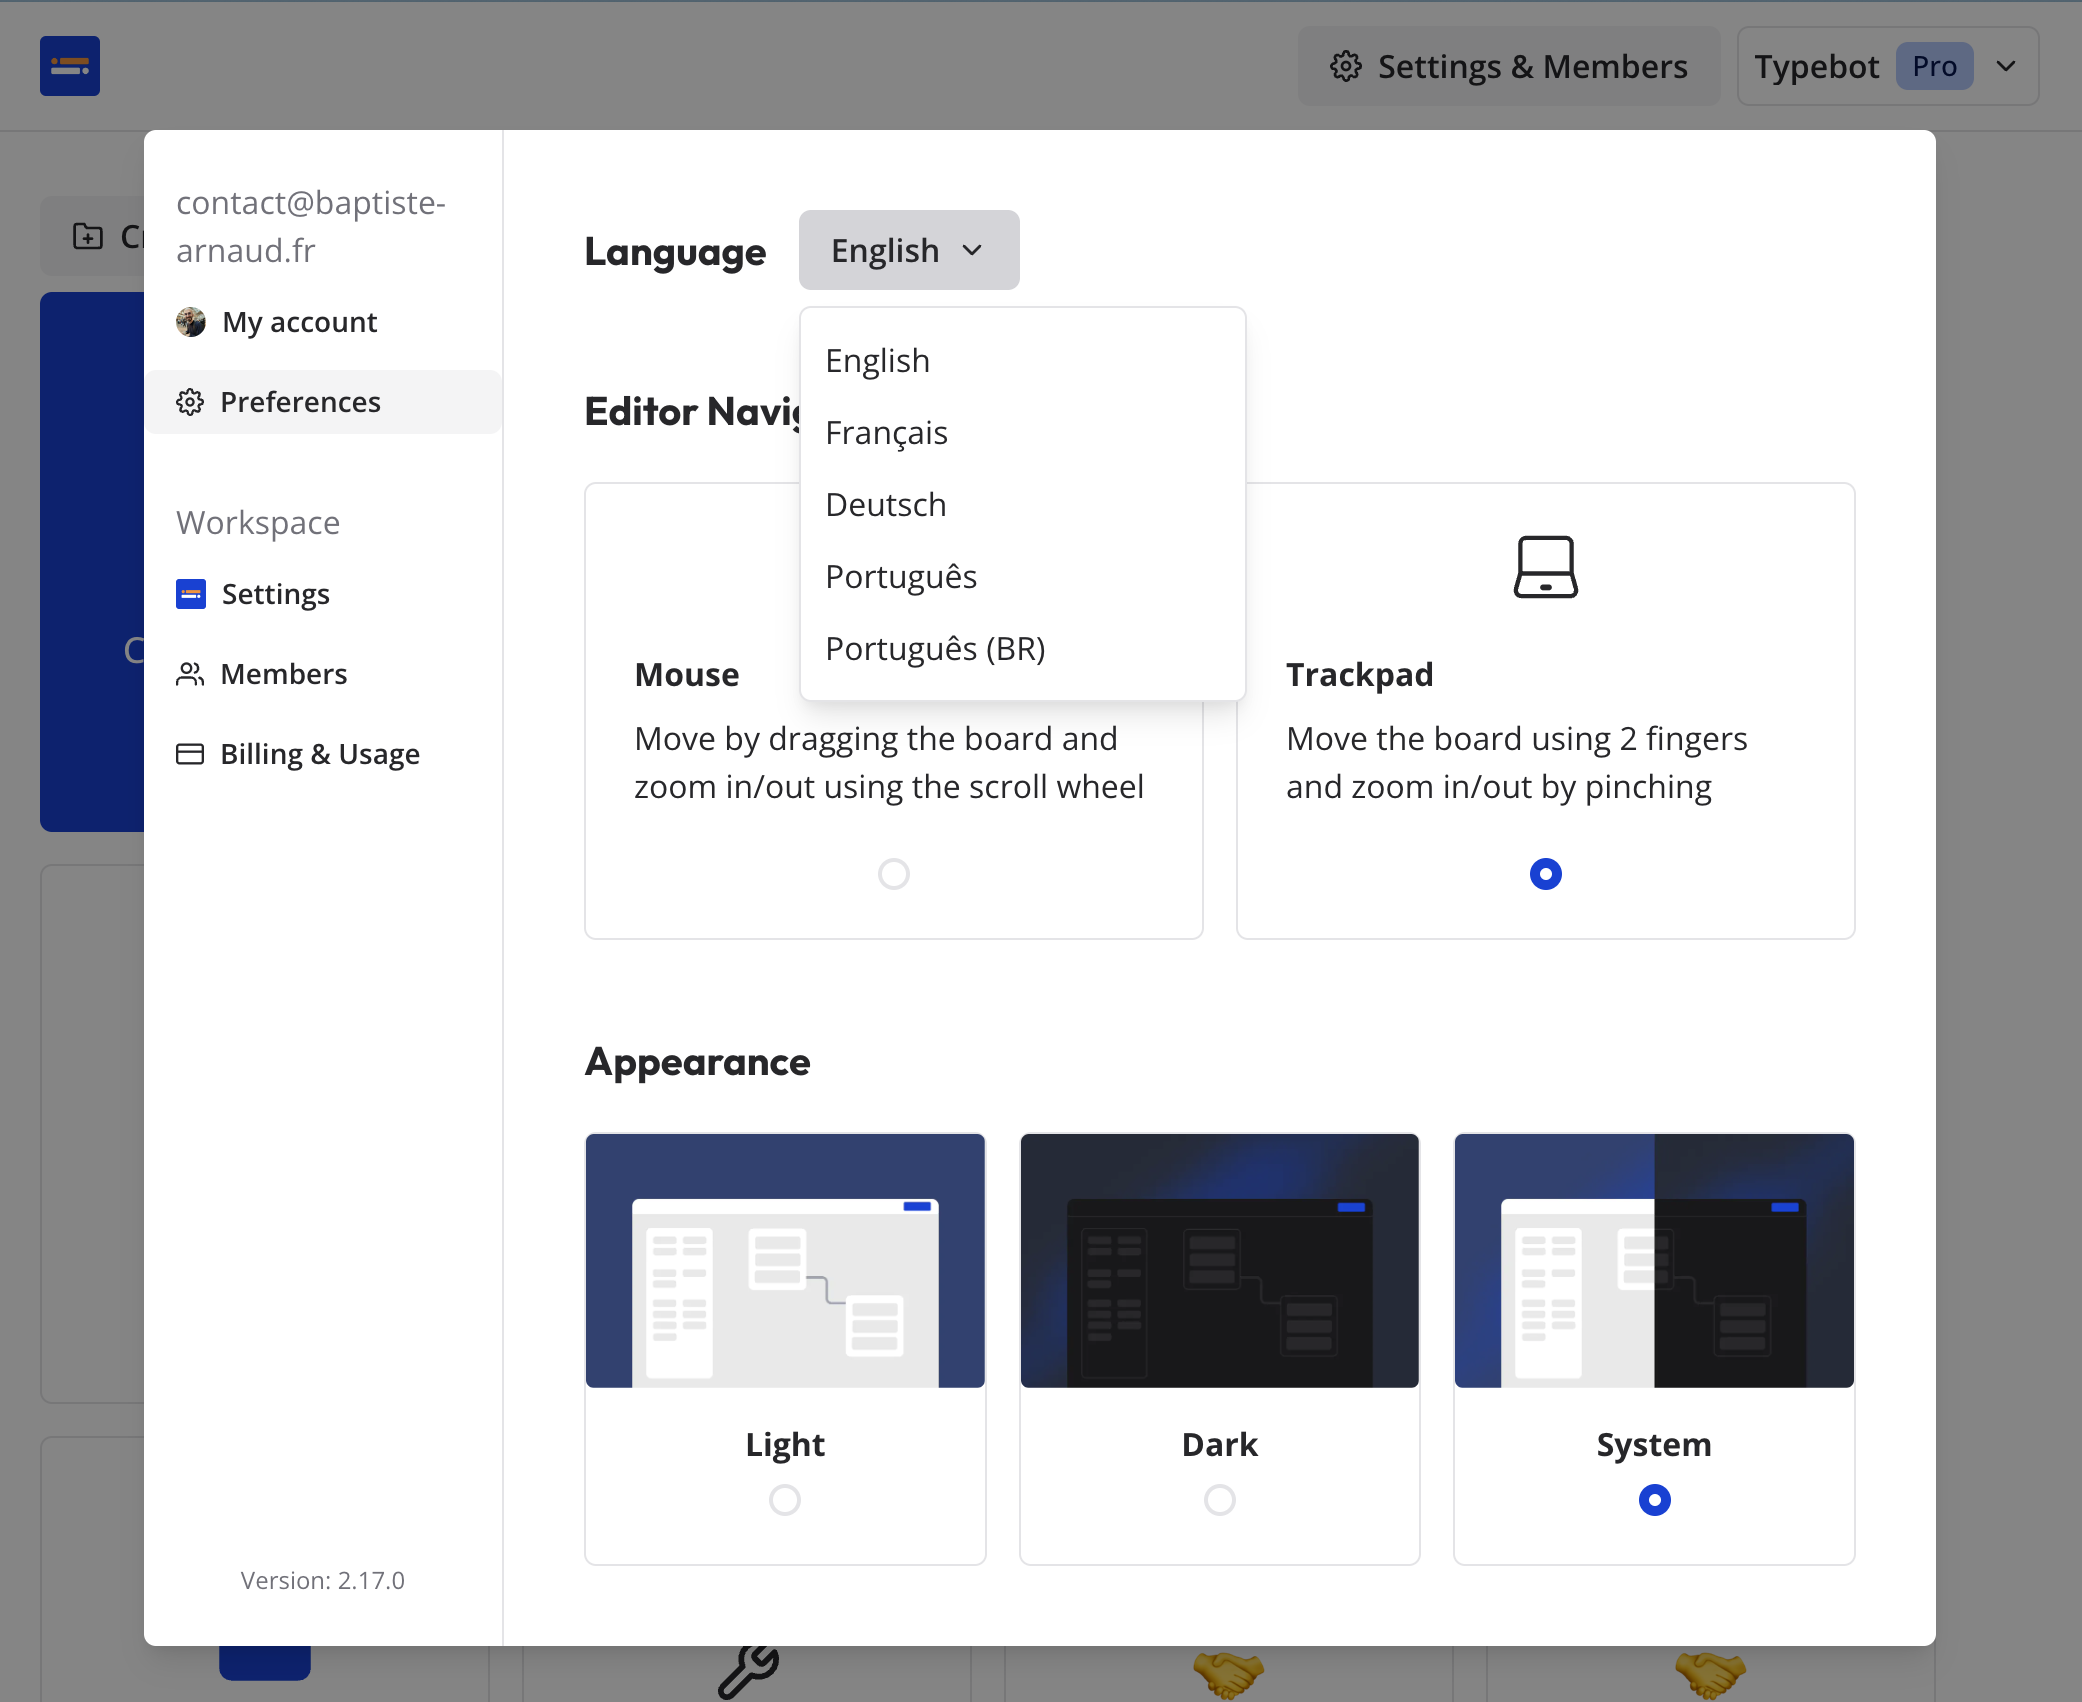 Settings & Members
Typebot Pro
contact@baptiste-
arnaud.fr
My account
Preferences
Workspace
Settings
Members
Billing & Usage
Version: 2.17.0
Language
English
English
Français
Deutsch
Português
Português (BR)
Editor Navig
Mouse
Move by dragging the board and
zoom in/out using the scroll wheel
Trackpad
Move the board using 2 fingers
and zoom in/out by pinching
Appearance
Light
Dark
System